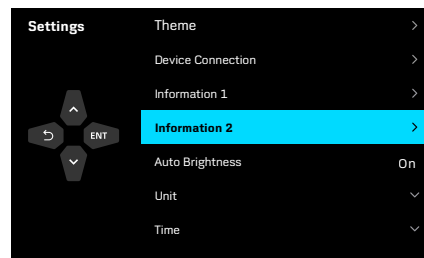 Settings
Theme
Device Connection
Information 1
Information 2
ENT
Auto Brightness On
Unit
Time